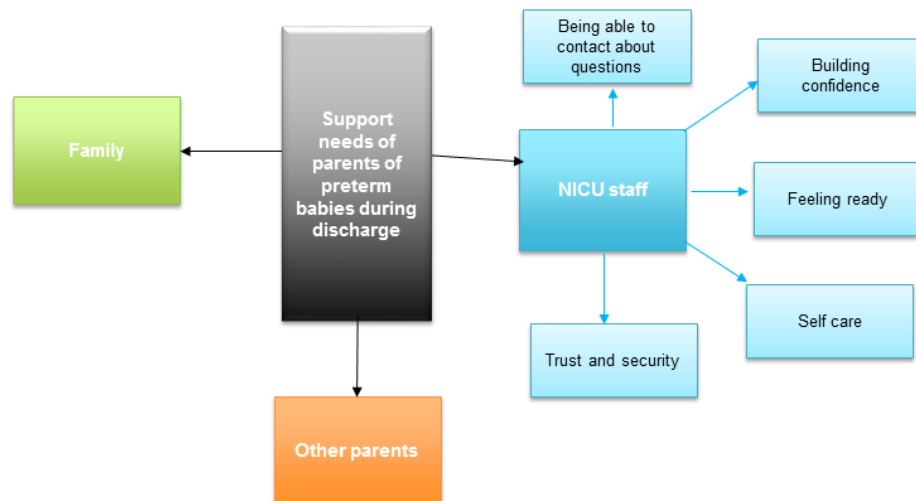 Being able to
contact about
questions
Building
confidence
Support
needs of
parents of
preterm
babies during
discharge
Family
NICU staff
Feeling ready
Self care
Trust and security
Other parents